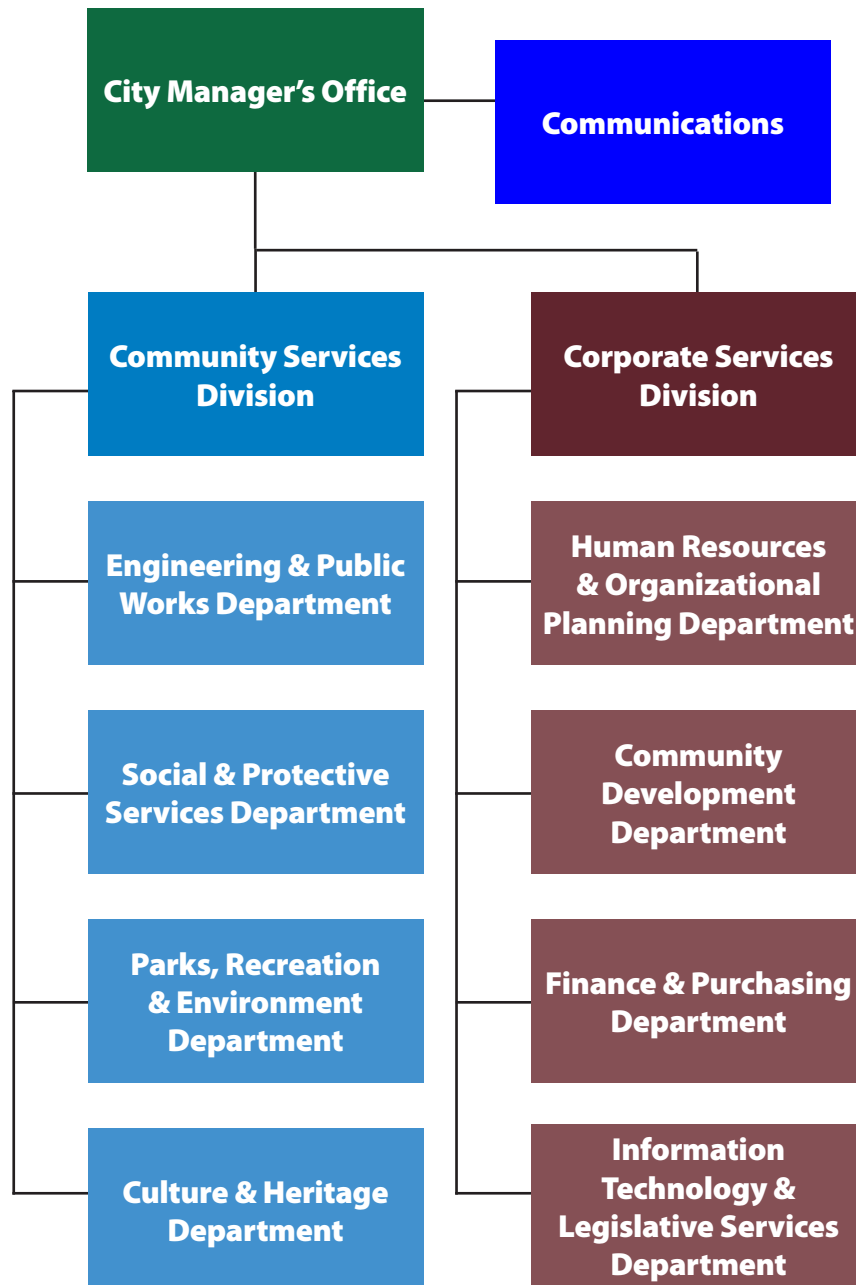 City Manager’s Office
Communications
Community Services
Division
Corporate Services
Division
Engineering & Public
Works Department
Human Resources
& Organizational
Planning Department
Social & Protective
Services Department
Community
Development
Department
Parks, Recreation
& Environment
Department
Finance & Purchasing
Department
Culture & Heritage
Department
Information
Technology &
Legislative Services
Department